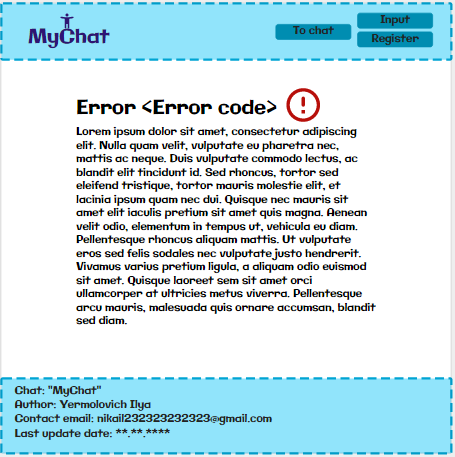 MyChat
To chat
Input
Register
Error <Error code>
Lorem ipsum dolor sit amet, consectetur adipiscing
elit. Nulla quam velit, vulputate eu pharetra nec,
mattis ac neque. Duis vulputate commodo lectus, ac
blandit elit tincidunt id. Sed rhoncus, tortor sed
eleifend tristique, tortor mauris molestie elit, et
lacinia ipsum quam nec dui. Quisque nec mauris sit
amet elit iaculis pretium sit amet quis magna. Aenean
velit odio, elementum in tempus ut, vehicula eu diam.
Pellentesque rhoncus aliquam mattis. Ut vulputate
eros sed felis sodales nec vulputate justo hendrerit.
Vivamus varius pretium ligula, a aliquam odio euismod
sit amet. Quisque laoreet sem sit amet orci
ullamcorper at ultricies metus viverra. Pellentesque
arcu mauris, malesuada quis ornare accumsan, blandit
sed diam.
Chat: "MyChat"
Author: Yermolovich Ilya
Contact email: nikail232323232323@gmail.com
Last update date: **.**.****